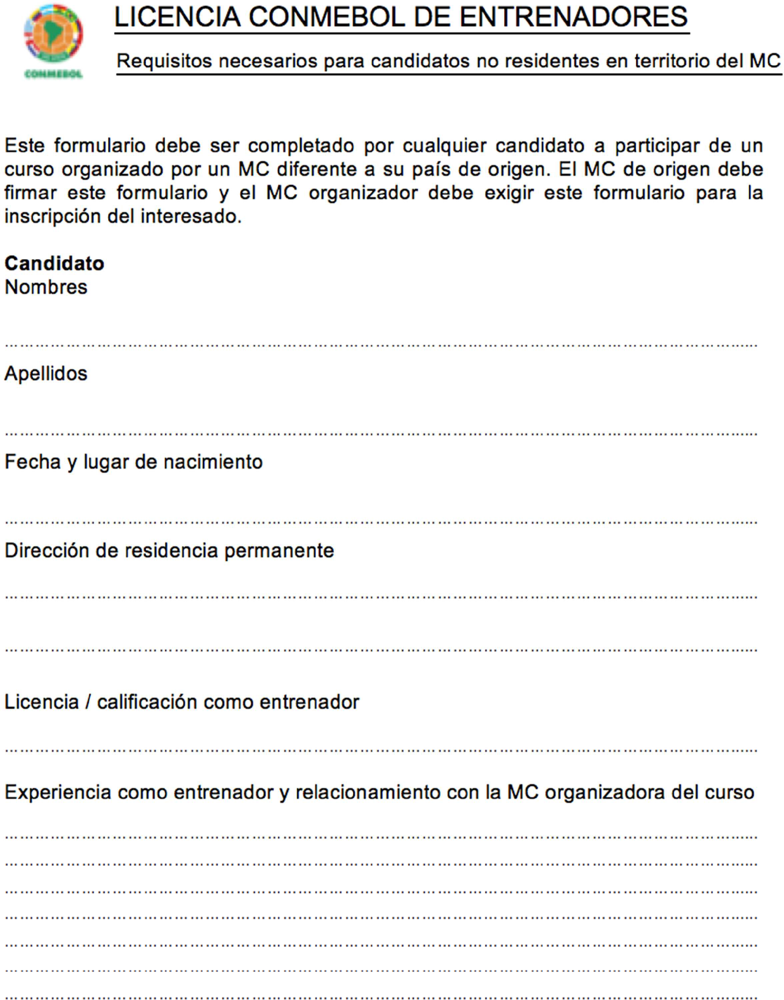 LICENCIA CONMEBOL DE ENTRENADORES
Requisitos necesarios para candidatos no residentes en territorio del MC
CONMEBOL
Este formulario debe ser completado por cualquier candidato a participar de un
curso organizado por un MC diferente a su país de origen. El MC de origen debe
firmar este formulario y el MC organizador debe exigir este formulario para la
inscripción del interesado.
Candidato
Nombres
Apellidos
Fecha y lugar de nacimiento
Dirección de residencia permanente
Licencia / calificación como entrenador
Experiencia como entrenador y relacionamiento con la MC organizadora del curso